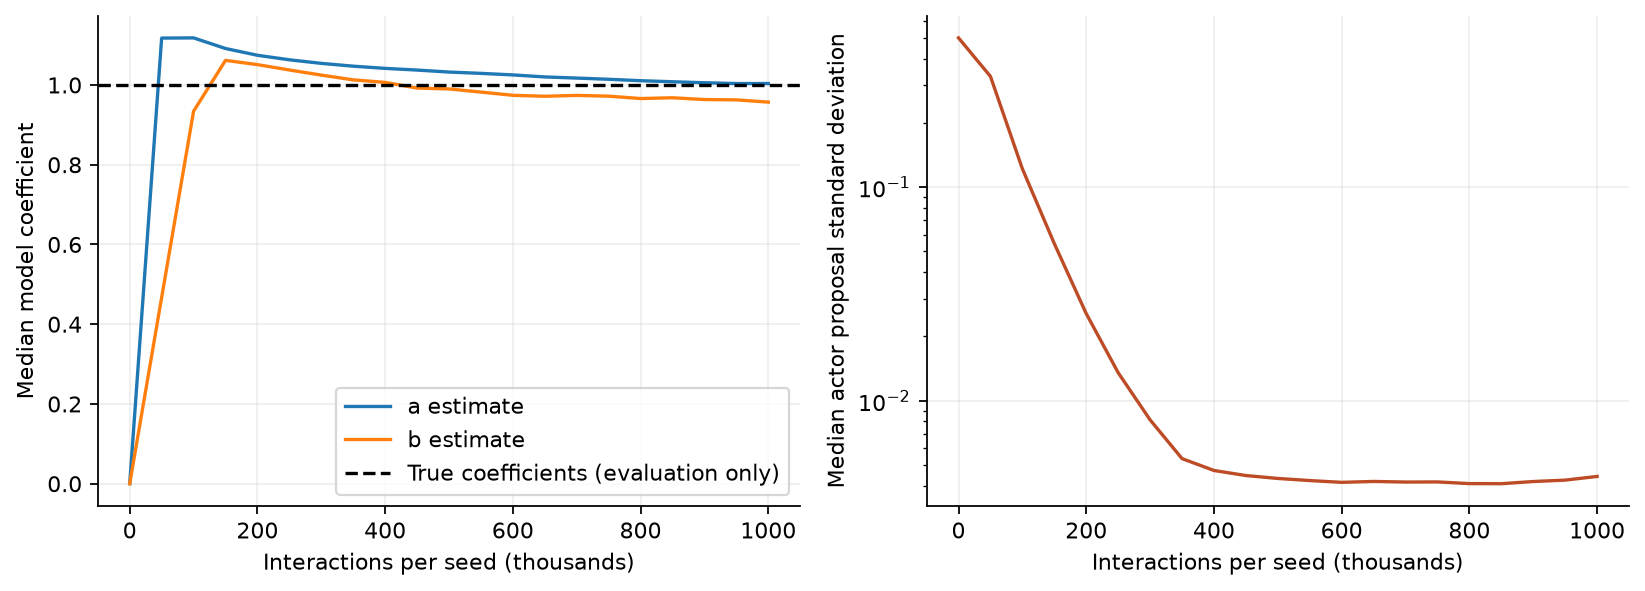 Median model coefficient
1.0
0.8
0.6
0.4
0.2
0.0
a estimate
b estimate
True coefficients (evaluation only)
0 200 400 600 800 1000
Interactions per seed (thousands)
Median actor proposal standard deviation
10⁻¹
10⁻²
0 200 400 600 800 1000
Interactions per seed (thousands)